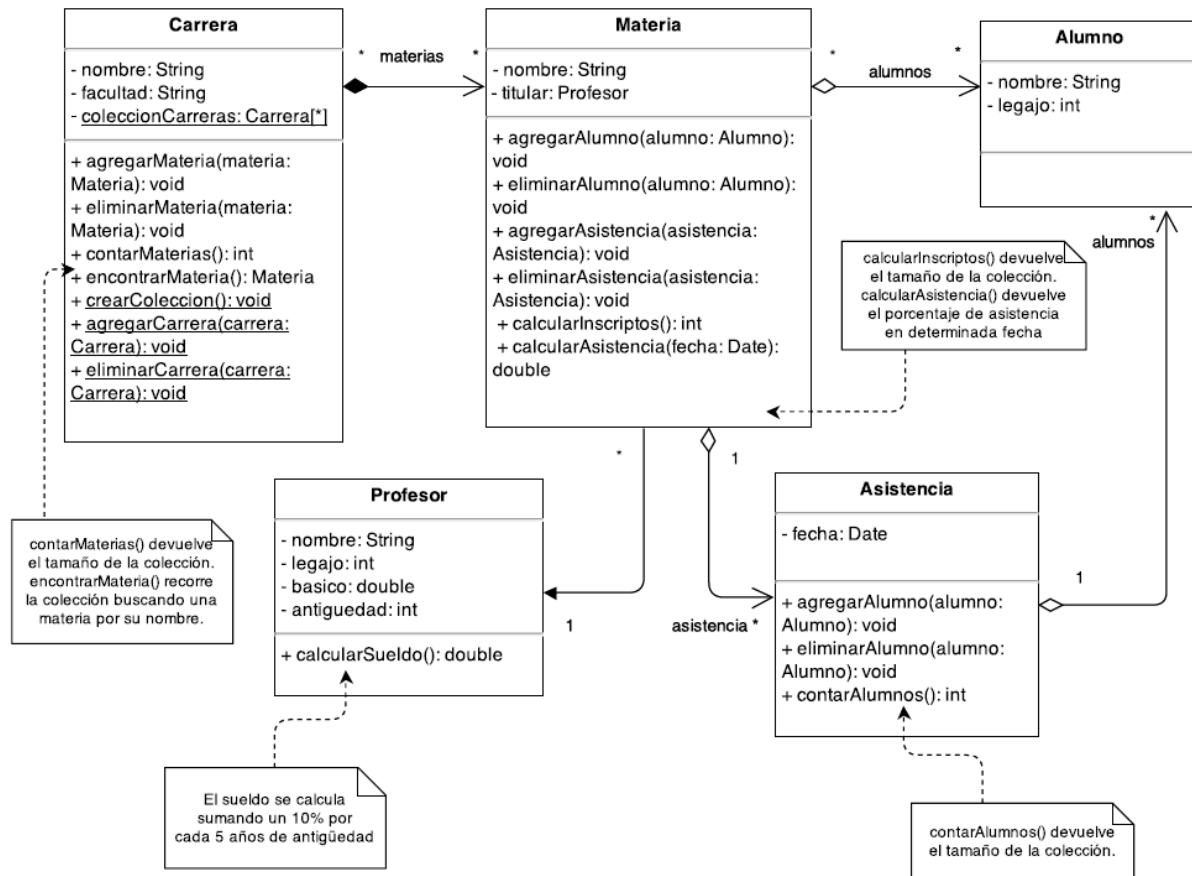 Carrera
- nombre: String
- facultad: String
- coleccionCarreras: Carrera[*]
+ agregarMateria(materia:
Materia): void
+ eliminarMateria(materia:
Materia): void
+ contarMaterias(): int
+ encontrarMateria(): Materia
+ crearColeccion(): void
+ agregarCarrera(carrera:
Carrera): void
+ eliminarCarrera(carrera:
Carrera): void
* materias *
Materia
- nombre: String
- titular: Profesor
+ agregarAlumno(alumno: Alumno):
void
+ eliminarAlumno(alumno: Alumno):
void
+ agregarAsistencia(asistencia:
Asistencia): void
+ eliminarAsistencia(asistencia:
Asistencia): void
+ calcularInscriptos(): int
+ calcularAsistencia(fecha: Date):
double
* alumnos *
Alumno
- nombre: String
- legajo: int
*
alumnos
calcularInscriptos() devuelve
el tamaño de la colección.
calcularAsistencia() devuelve
el porcentaje de asistencia
en determinada fecha
*
1
Profesor
- nombre: String
- legajo: int
- basico: double
- antiguedad: int
+ calcularSueldo(): double
1
asistencia *
Asistencia
- fecha: Date
+ agregarAlumno(alumno:
Alumno): void
+ eliminarAlumno(alumno:
Alumno): void
+ contarAlumnos(): int
1
contarMaterias() devuelve
el tamaño de la colección.
encontrarMateria() recorre
la colección buscando una
materia por su nombre.
El sueldo se calcula
sumando un 10% por
cada 5 años de antigüedad
contarAlumnos() devuelve
el tamaño de la colección.